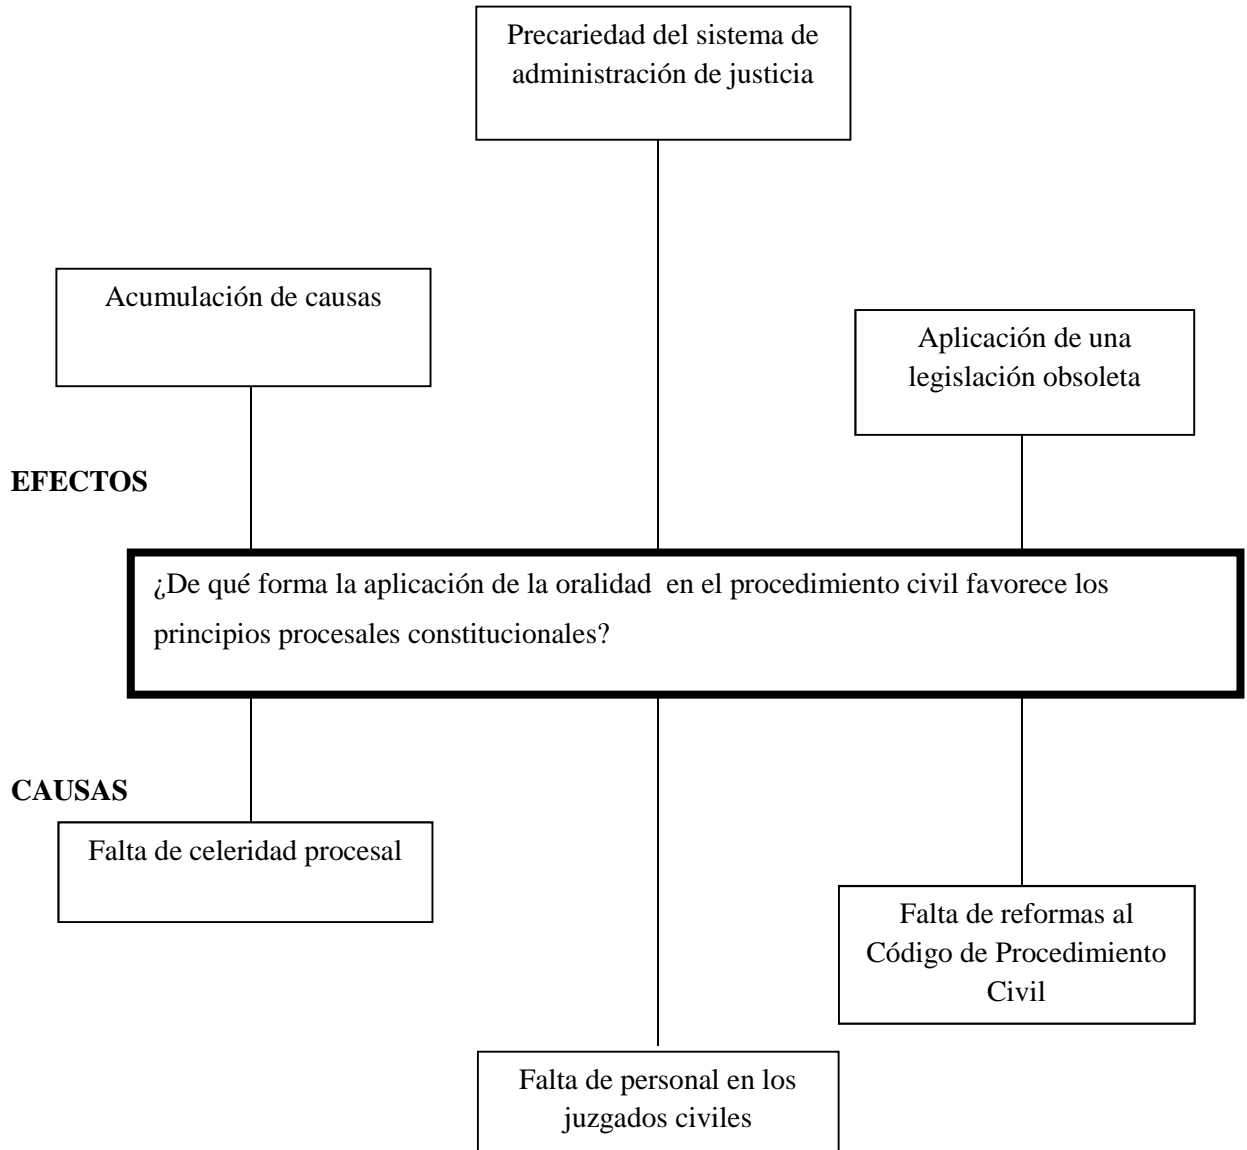 Precariedad del sistema de
administración de justicia
Acumulación de causas
Aplicación de una
legislación obsoleta
EFECTOS
¿De qué forma la aplicación de la oralidad  en el procedimiento civil favorece los
principios procesales constitucionales?
CAUSAS
Falta de celeridad procesal
Falta de reformas al
Código de Procedimiento
Civil
Falta de personal en los
juzgados civiles